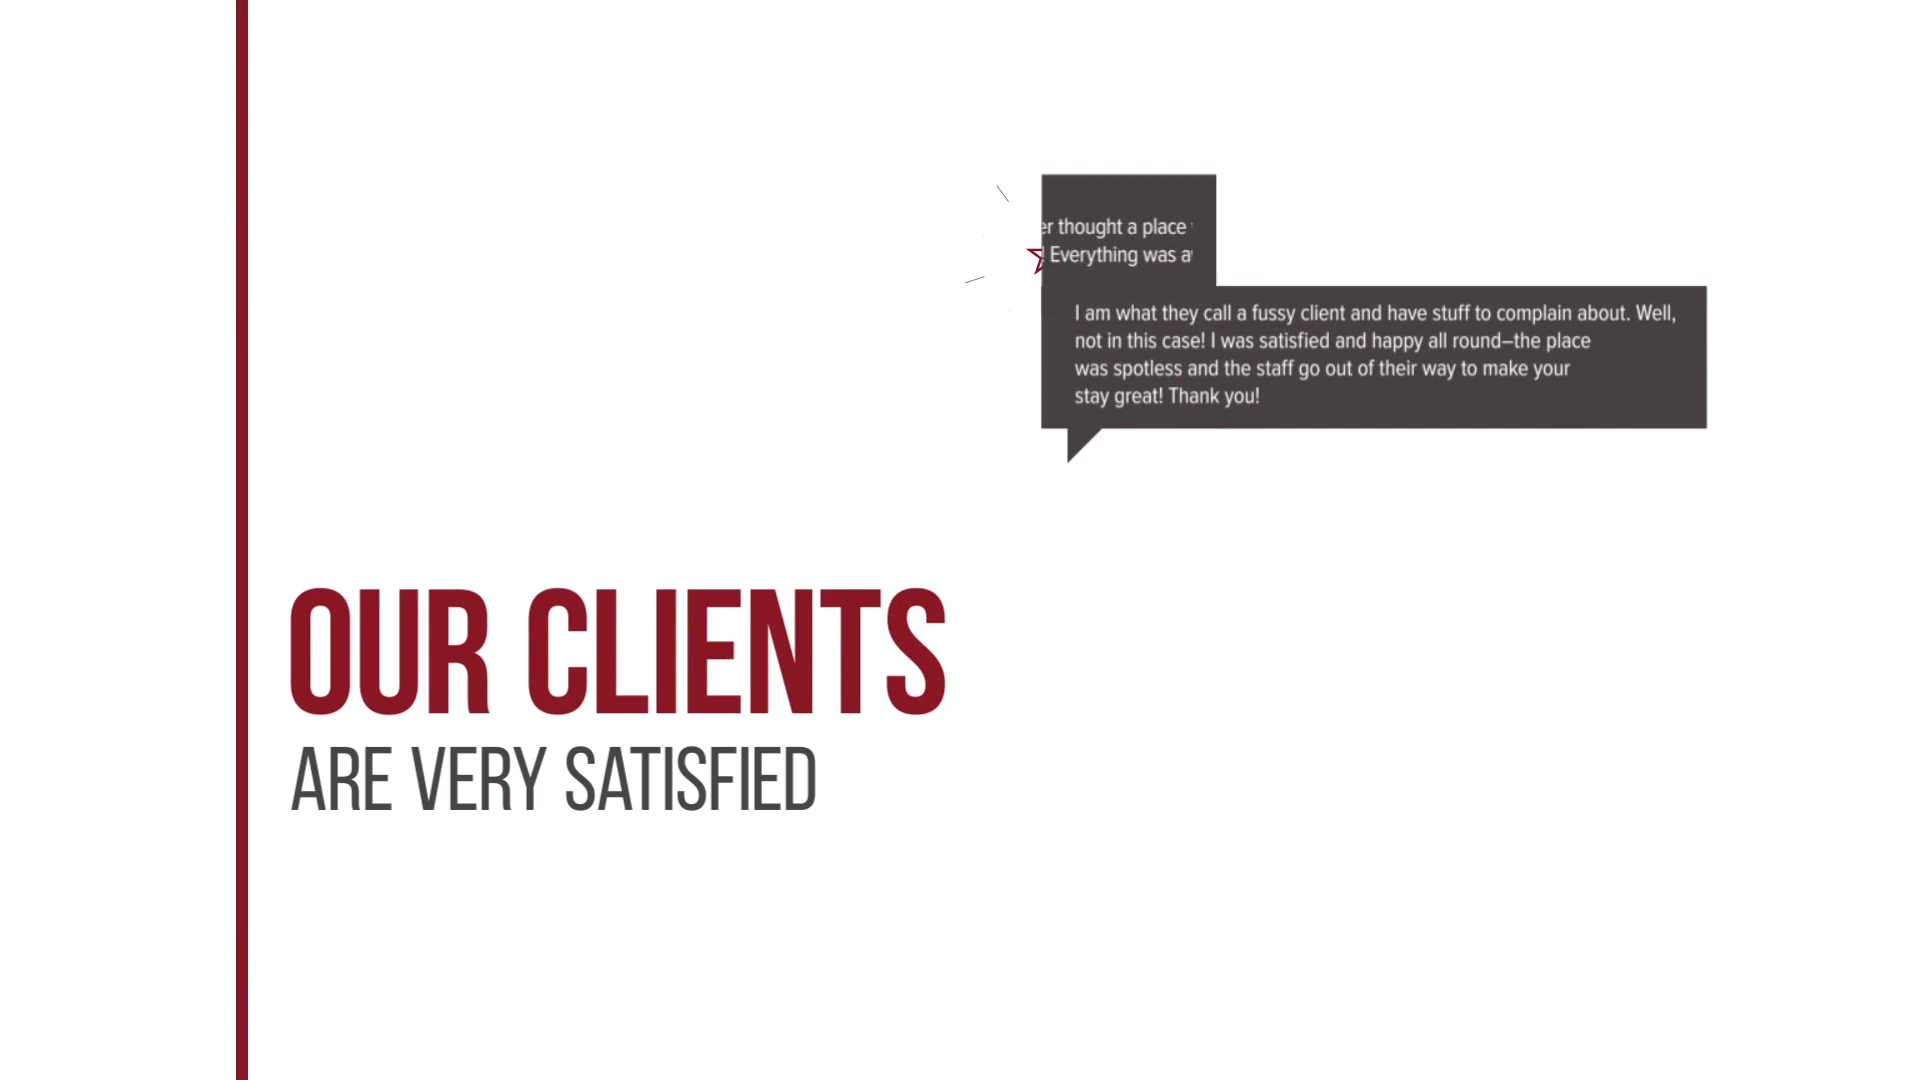 thought a place
Everything was
I am what they call a fussy client and have stuff to complain about. Well,
not in this case! I was satisfied and happy all round–the place
was spotless and the staff go out of their way to make your
stay great! Thank you!
OUR CLIENTS
ARE VERY SATISFIED